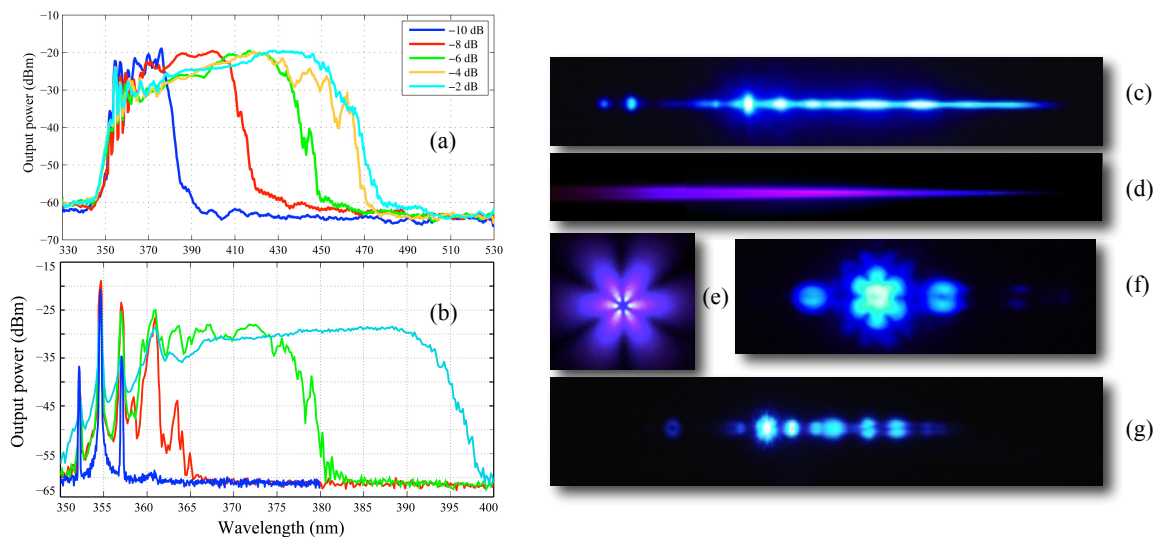 Output power (dBm)
−10
−20
−30
−40
−50
−60
−70
330 350 370 390 410 430 450 470 490 510 530
−10 dB
−8 dB
−6 dB
−4 dB
−2 dB
(a)
Output power (dBm)
−15
−25
−35
−45
−55
−65
350 355 360 365 370 375 380 385 390 395 400
(b)
Wavelength (nm)
(c)
(d)
(e)
(f)
(g)